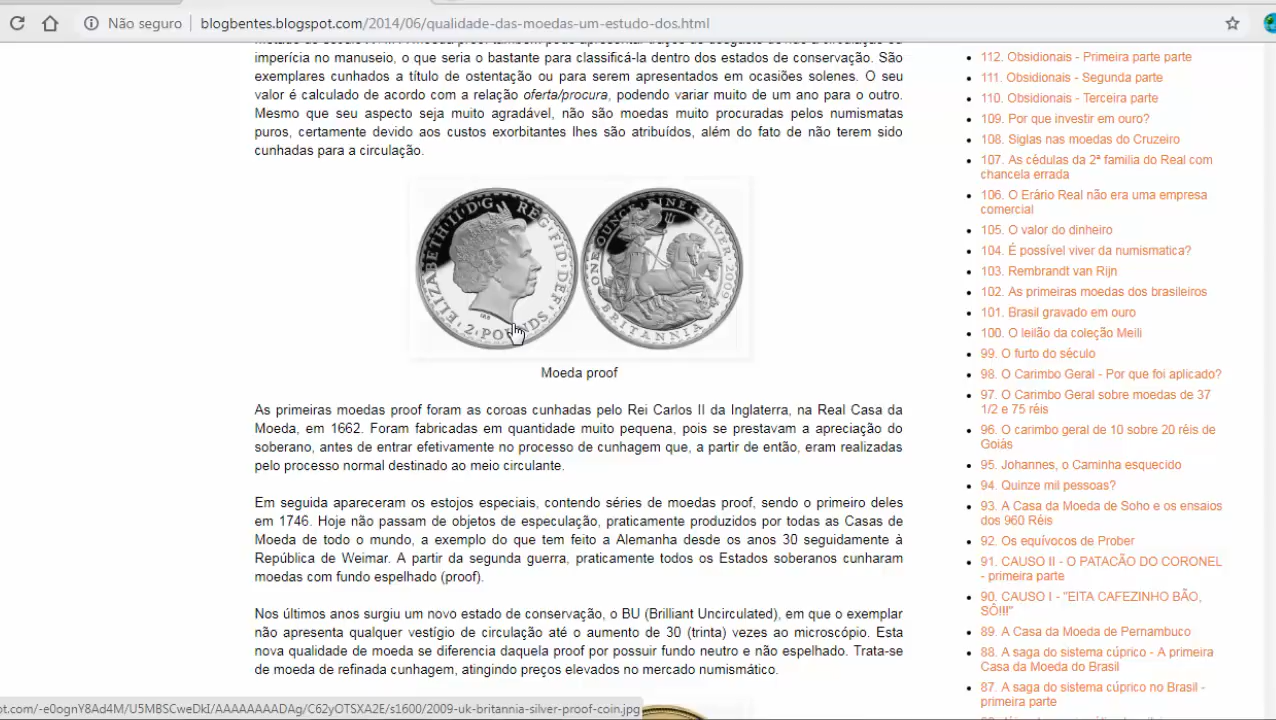 Não seguro
blogbentes.blogspot.com/2014/06/qualidade-das-moedas-um-estudo-dos.html
imperícia no manuseio, o que seria o bastante para classificá-la dentro dos estados de conservação. São
exemplares cunhados a título de ostentação ou para serem apresentados em ocasiões solenes. O seu
valor é calculado de acordo com a relação oferta/procura, podendo variar muito de um ano para o outro.
Mesmo que seu aspecto seja muito agradável, não são moedas muito procuradas pelos numismatas
puros, certamente devido aos custos exorbitantes lhes são atribuídos, além do fato de não terem sido
cunhadas para a circulação.
ELIZABETH·II·D·G REG·FID·DEF·
2·POUNDS
ONE OUNCE FINE SILVER 2009
BRITANNIA
Moeda proof
As primeiras moedas proof foram as coroas cunhadas pelo Rei Carlos II da Inglaterra, na Real Casa da
Moeda, em 1662. Foram fabricadas em quantidade muito pequena, pois se prestavam a apreciação do
soberano, antes de entrar efetivamente no processo de cunhagem que, a partir de então, eram realizadas
pelo processo normal destinado ao meio circulante.
Em seguida apareceram os estojos especiais, contendo séries de moedas proof, sendo o primeiro deles
em 1746. Hoje não passam de objetos de especulação, praticamente produzidos por todas as Casas de
Moeda de todo o mundo, a exemplo do que tem feito a Alemanha desde os anos 30 seguidamente à
República de Weimar. A partir da segunda guerra, praticamente todos os Estados soberanos cunharam
moedas com fundo espelhado (proof).
Nos últimos anos surgiu um novo estado de conservação, o BU (Brilliant Uncirculated), em que o exemplar
não apresenta qualquer vestígio de circulação até o aumento de 30 (trinta) vezes ao microscópio. Esta
nova qualidade de moeda se diferencia daquela proof por possuir fundo neutro e não espelhado. Trata-se
de moeda de refinada cunhagem, atingindo preços elevados no mercado numismático.
112. Obsidionais - Primeira parte parte
111. Obsidionais - Segunda parte
110. Obsidionais - Terceira parte
109. Por que investir em ouro?
108. Siglas nas moedas do Cruzeiro
107. As cédulas da 2ª familia do Real com
chancela errada
106. O Erário Real não era uma empresa
comercial
105. O valor do dinheiro
104. É possível viver da numismatica?
103. Rembrandt van Rijn
102. As primeiras moedas dos brasileiros
101. Brasil gravado em ouro
100. O leilão da coleção Meili
99. O furto do século
98. O Carimbo Geral - Por que foi aplicado?
97. O Carimbo Geral sobre moedas de 37
1/2 e 75 réis
96. O carimbo geral de 10 sobre 20 réis de
Goiás
95. Johannes, o Caminha esquecido
94. Quinze mil pessoas?
93. A Casa da Moeda de Soho e os ensaios
dos 960 Réis
92. Os equívocos de Prober
91. CAUSO II - O PATACÃO DO CORONEL
- primeira parte
90. CAUSO I - "EITA CAFEZINHO BÃO,
SÔ!!!"
89. A Casa da Moeda de Pernambuco
88. A saga do sistema cúprico - A primeira
Casa da Moeda do Brasil
87. A saga do sistema cúprico no Brasil -
primeira parte